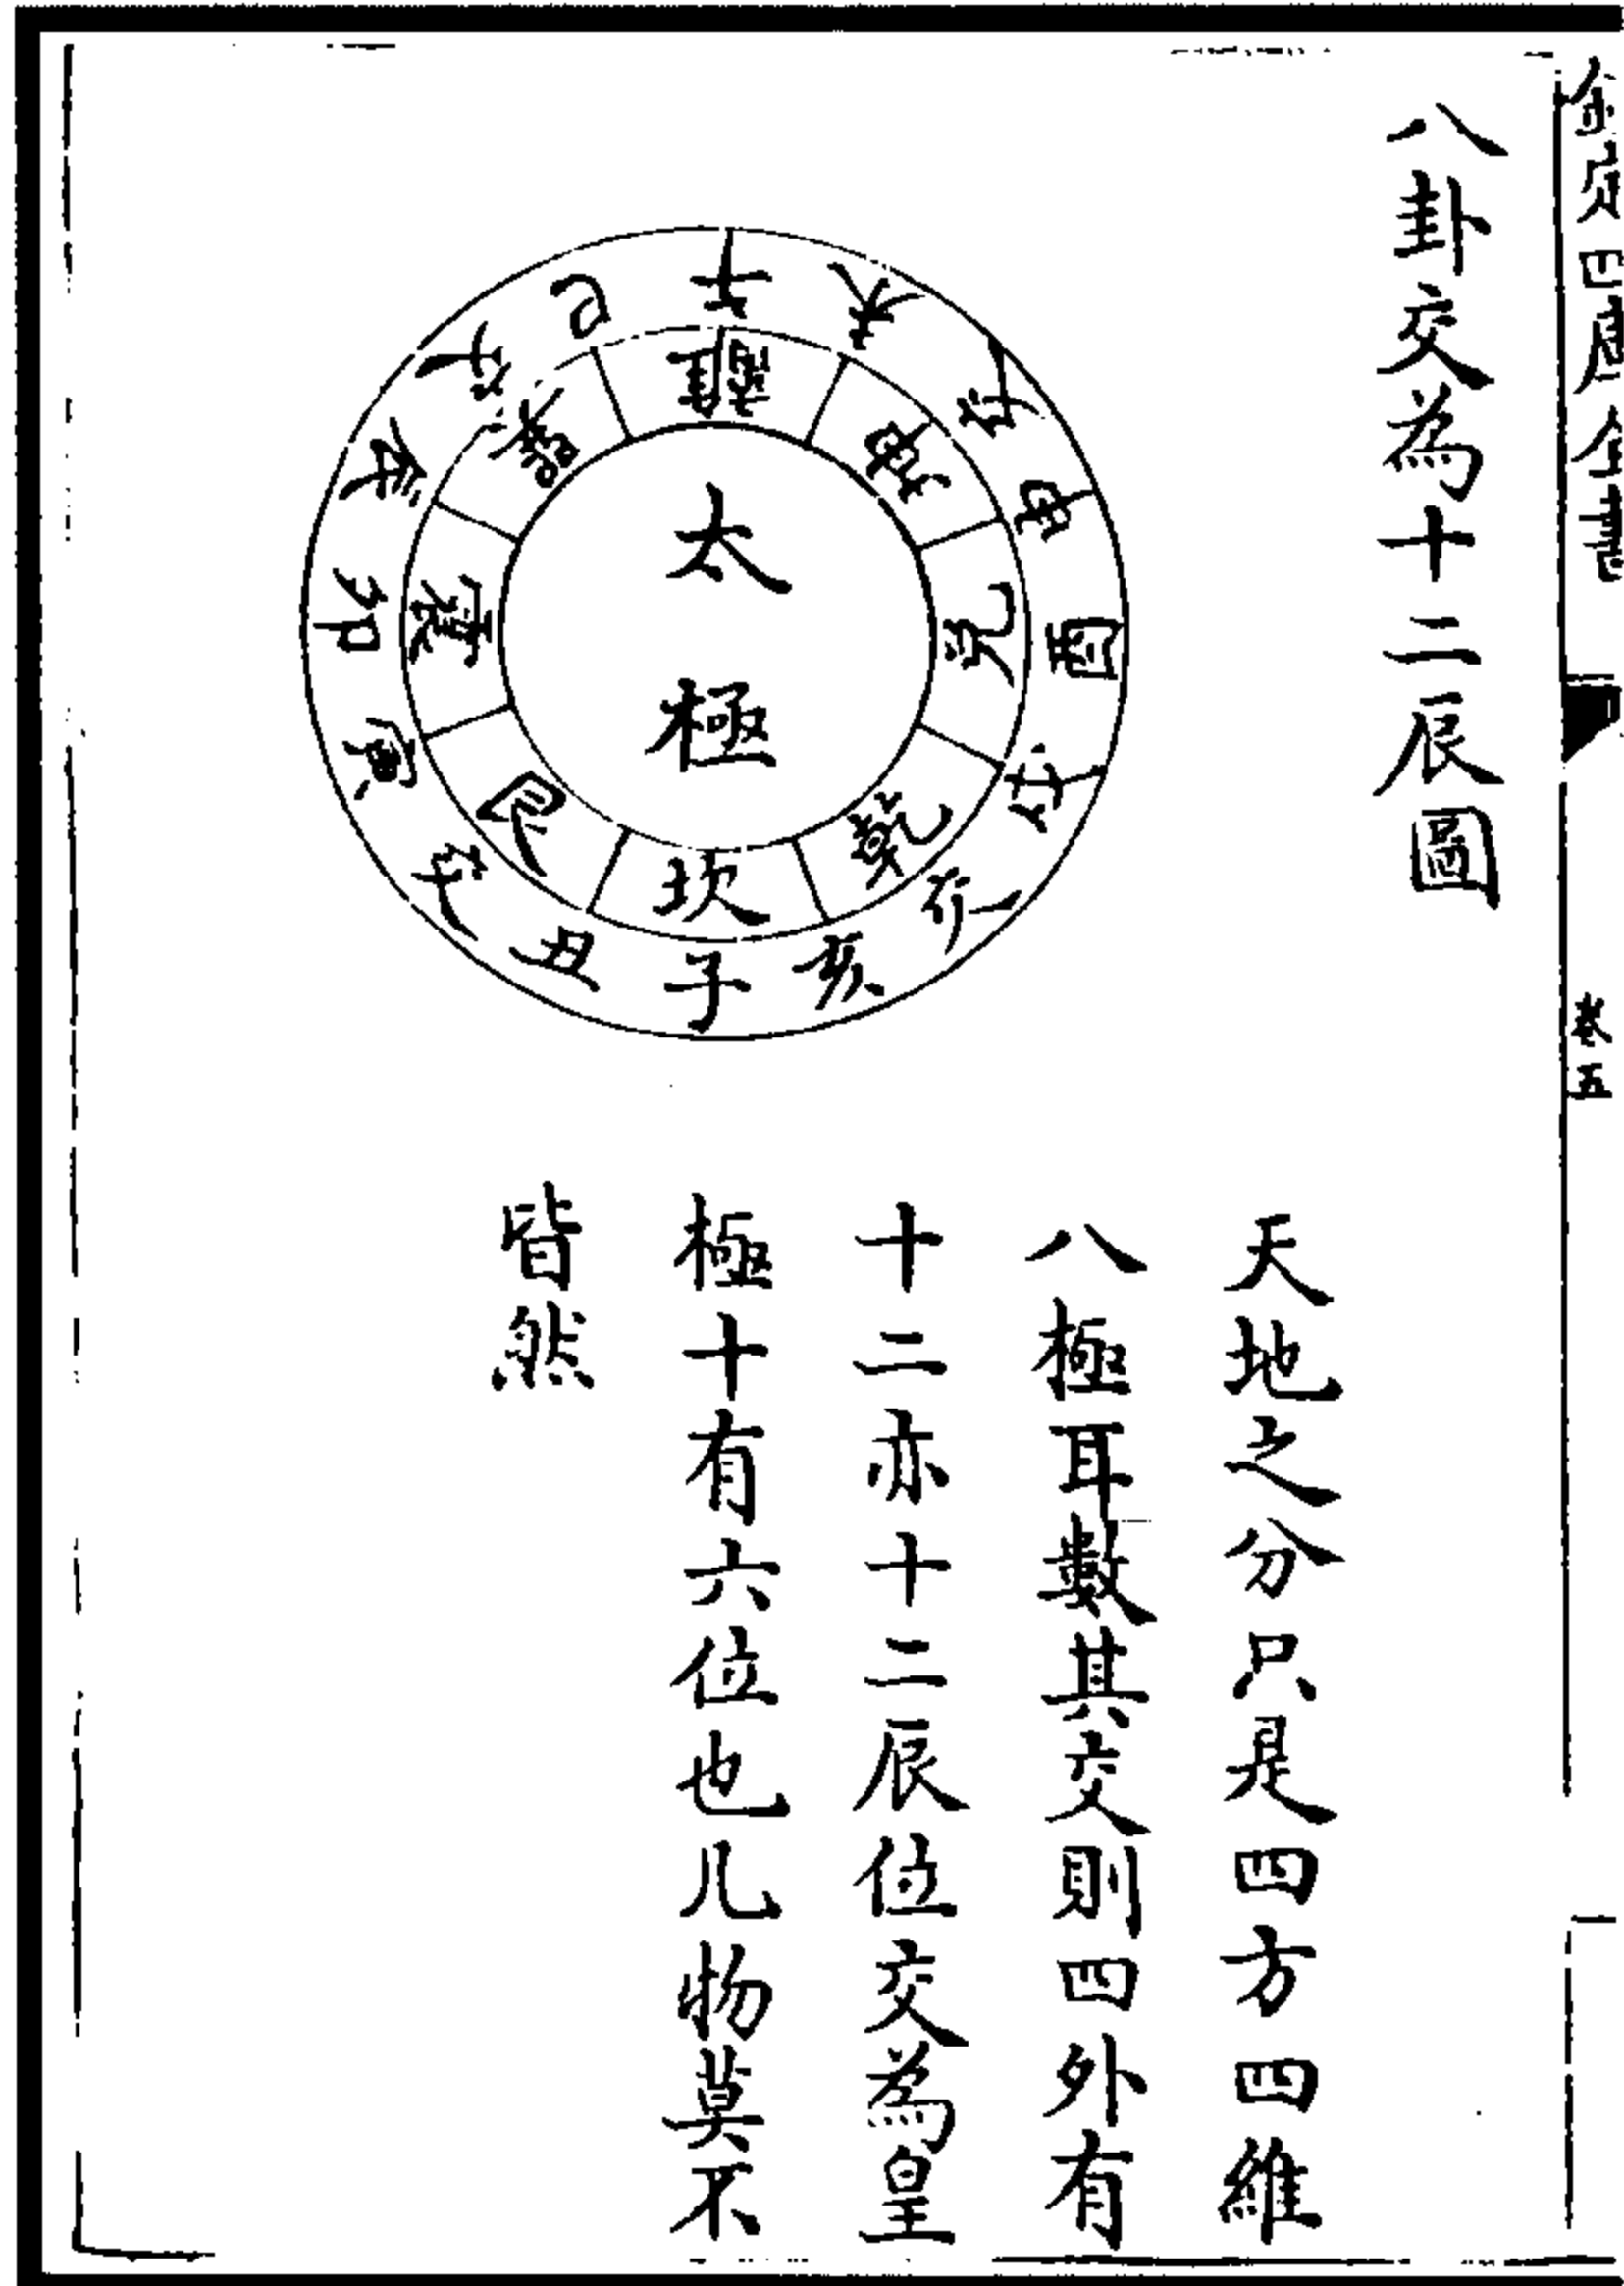 欽定四庫全書
卷五
一
八卦交為十二辰圖
太極
離
坤
兌
乾
坎
艮
震
巽
午
未
申
酉
戌
亥
子
丑
寅
卯
辰
巳
天地之分只是四方四維
八極耳數其交則四外有
十二亦十二辰位交為皇
極十有六位也凡物莫不
皆然